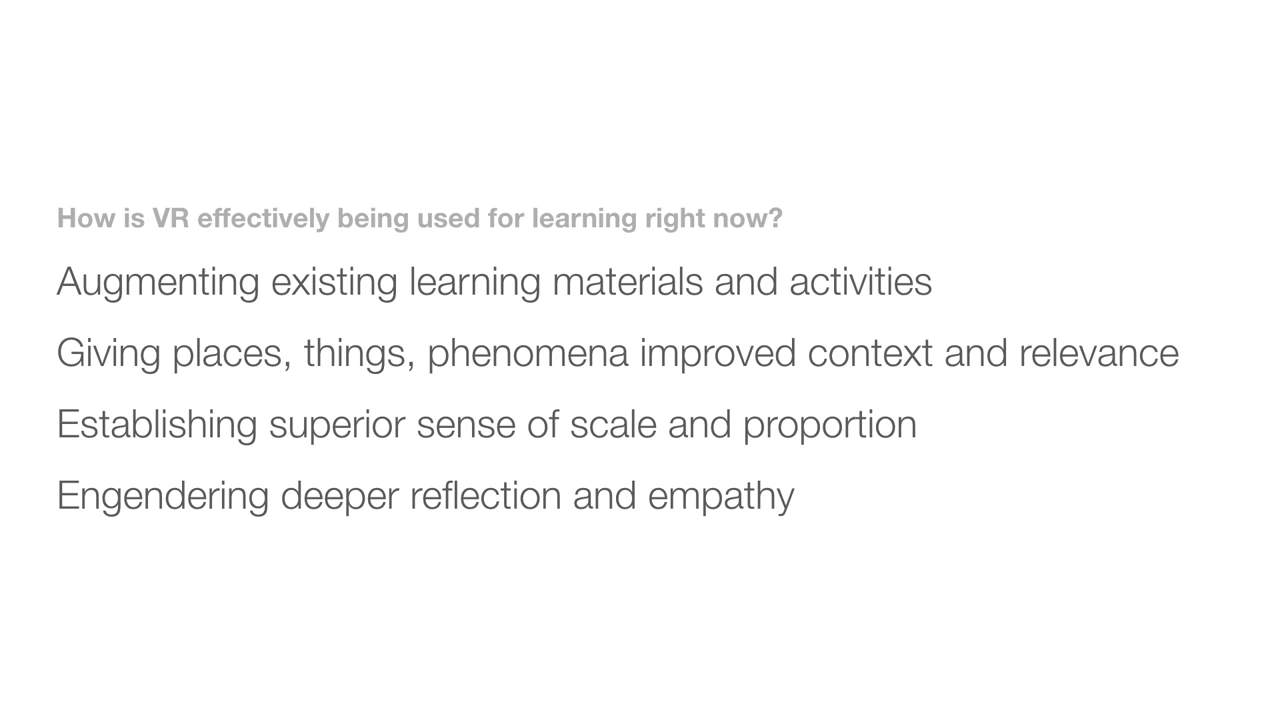 How is VR effectively being used for learning right now?
Augmenting existing learning materials and activities
Giving places, things, phenomena improved context and relevance
Establishing superior sense of scale and proportion
Engendering deeper reflection and empathy